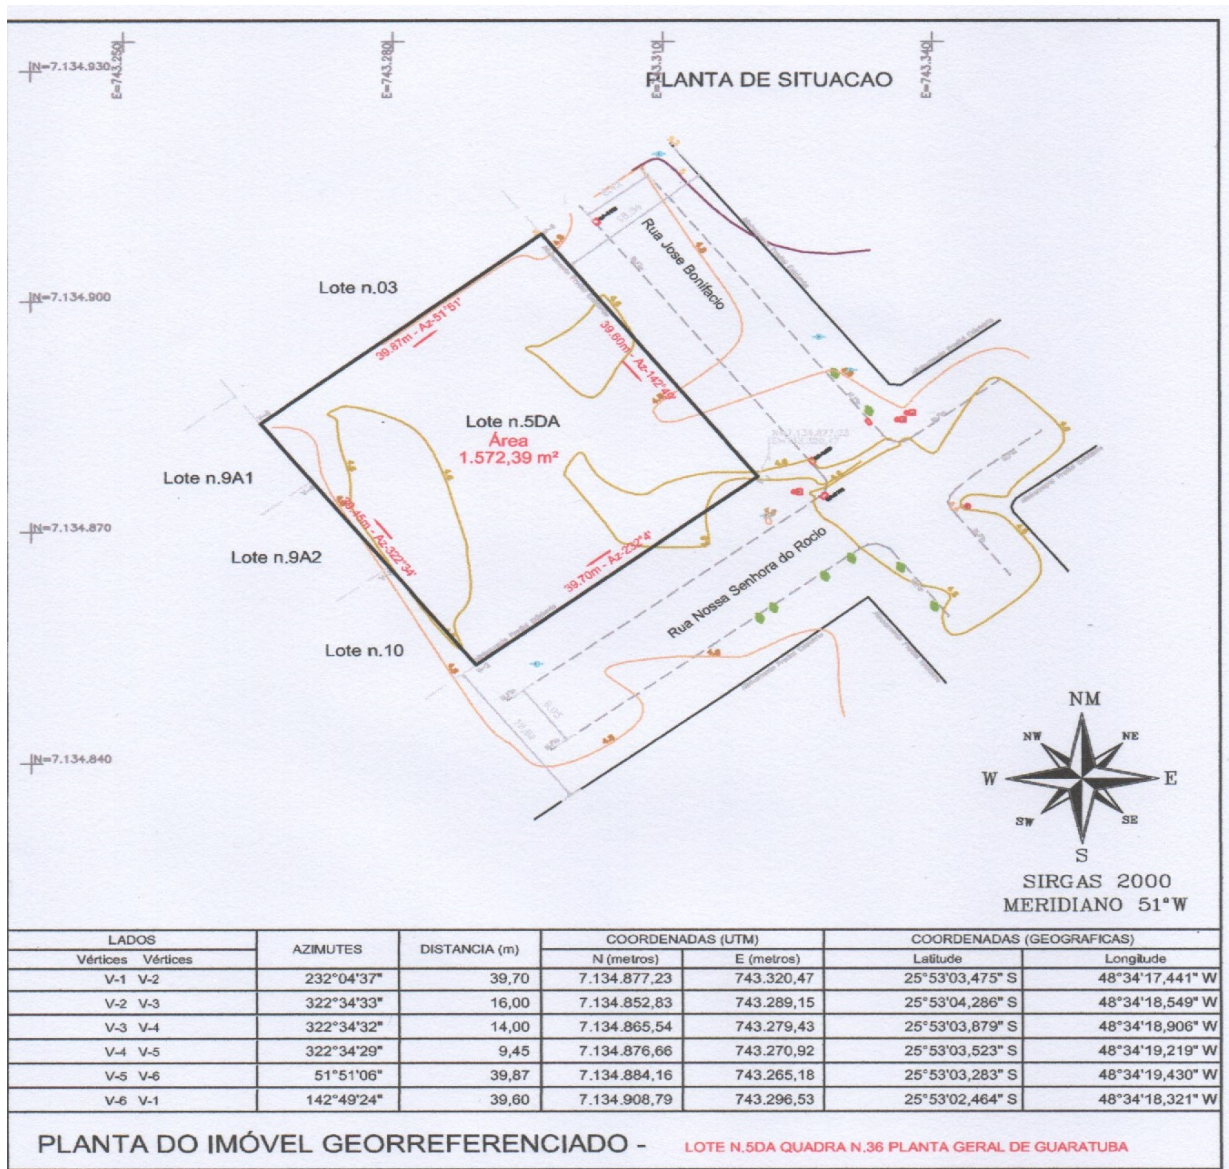 N=7.134.930
E=743.250
E=743.280
E=743.310
E=743.340
PLANTA DE SITUACAO
N=7.134.900
Lote n.03
Rua Jose Bonifacio
39.87m - Az-51°51'
39.60m - Az-142°49'
Lote n.5DA
Área
1.572,39 m²
Lote n.9A1
N=7.134.870
39.45m - Az-322°34'
Lote n.9A2
39.70m - Az-232°4'
Rua Nossa Senhora do Rocio
Lote n.10
N=7.134.840
NM
NW NE
W E
SW SE
S
SIRGAS 2000
MERIDIANO 51°W
LADOS AZIMUTES DISTANCIA (m) COORDENADAS (UTM) COORDENADAS (GEOGRAFICAS)
Vértices Vértices N (metros) E (metros) Latitude Longitude
V-1 V-2 232°04'37" 39,70 7.134.877,23 743.320,47 25°53'03,475" S 48°34'17,441" W
V-2 V-3 322°34'33" 16,00 7.134.852,83 743.289,15 25°53'04,286" S 48°34'18,549" W
V-3 V-4 322°34'32" 14,00 7.134.865,54 743.279,43 25°53'03,879" S 48°34'18,906" W
V-4 V-5 322°34'29" 9,45 7.134.876,66 743.270,92 25°53'03,523" S 48°34'19,219" W
V-5 V-6 51°51'06" 39,87 7.134.884,16 743.265,18 25°53'03,283" S 48°34'19,430" W
V-6 V-1 142°49'24" 39,60 7.134.908,79 743.296,53 25°53'02,464" S 48°34'18,321" W
PLANTA DO IMÓVEL GEORREFERENCIADO - LOTE N.5DA QUADRA N.36 PLANTA GERAL DE GUARATUBA